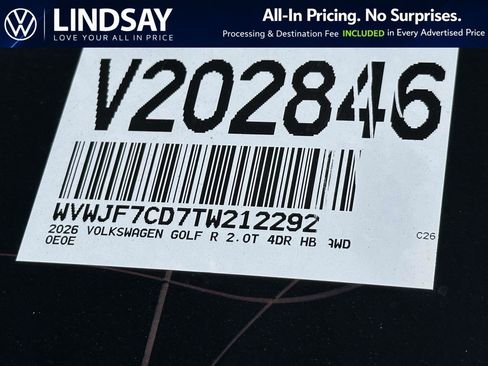 LINDSAY
LOVE YOUR ALL IN PRICE
All-In Pricing. No Surprises.
Processing & Destination Fee INCLUDED in Every Advertised Price
V202846
WVWJF7CD7TW212292
2026 VOLKSWAGEN GOLF R 2.0T 4DR HB AWD
0E0E
C26